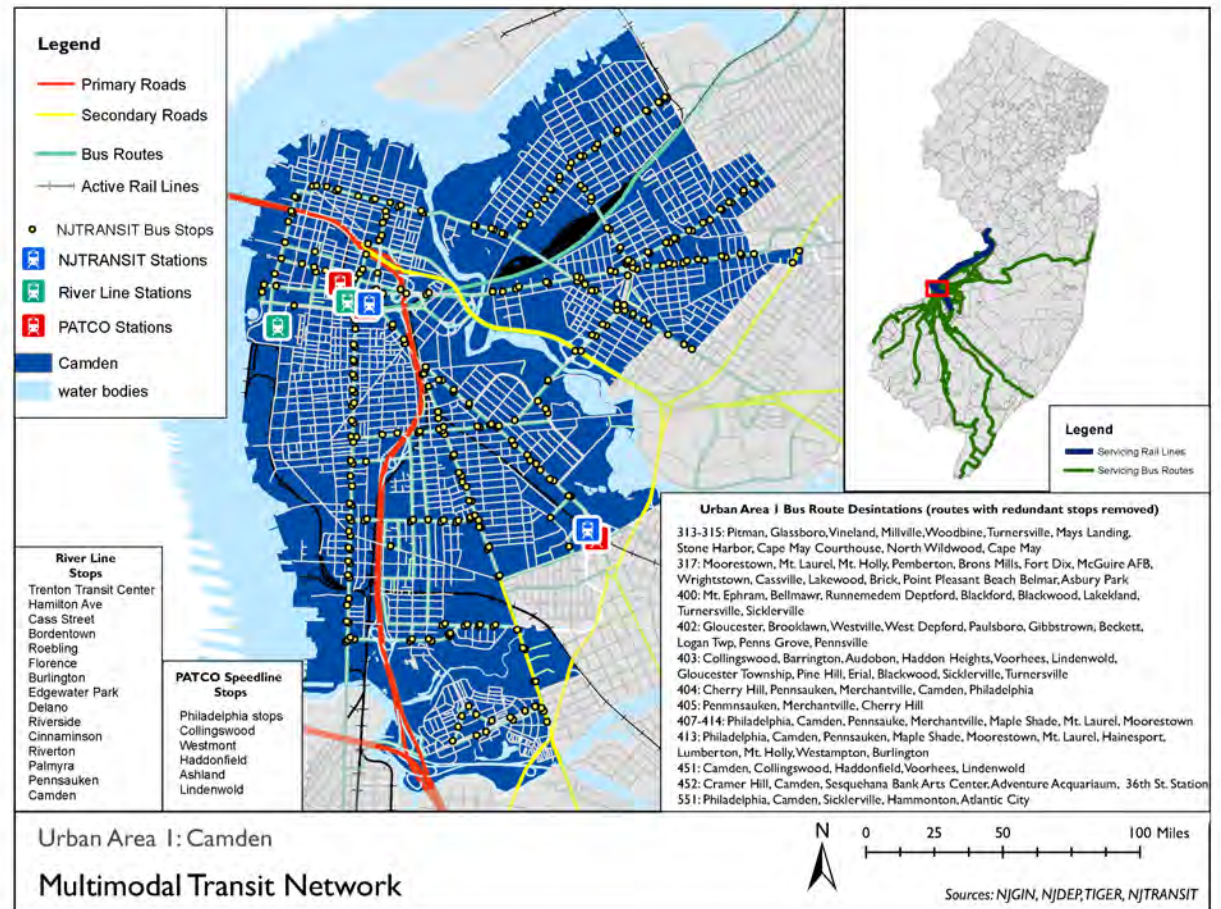 Legend
Primary Roads
Secondary Roads
Bus Routes
Active Rail Lines
NJTRANSIT Bus Stops
NJTRANSIT Stations
River Line Stations
PATCO Stations
Camden
water bodies
River Line
Stops
Trenton Transit Center
Hamilton Ave
Cass Street
Bordentown
Roebling
Florence
Burlington
Edgewater Park
Delano
Riverside
Cinnaminson
Riverton
Palmyra
Pennsauken
Camden
PATCO Speedline
Stops
Philadelphia stops
Collingswood
Westmont
Haddonfield
Ashland
Lindenwold
Legend
Servicing Rail Lines
Servicing Bus Routes
Urban Area 1 Bus Route Desintations (routes with redundant stops removed)
313-315: Pitman, Glassboro, Vineland, Millville, Woodbine, Turnersville, Mays Landing,
Stone Harbor, Cape May Courthouse, North Wildwood, Cape May
317: Moorestown, Mt. Laurel, Mt. Holly, Pemberton, Brons Mills, Fort Dix, McGuire AFB,
Wrightstown, Cassville, Lakewood, Brick, Point Pleasant Beach Belmar, Asbury Park
400: Mt. Ephram, Bellmawr, Runnemedem Deptford, Blackford, Blackwood, Lakekland,
Turnersville, Sicklerville
402: Gloucester, Brooklawn, Westville, West Depford, Paulsboro, Gibbstrown, Beckett,
Logan Twp, Penns Grove, Pennsville
403: Collingswood, Barrington, Audobon, Haddon Heights, Voorhees, Lindenwold,
Gloucester Township, Pine Hill, Erial, Blackwood, Sicklerville, Turnersville
404: Cherry Hill, Pennsauken, Merchantville, Camden, Philadelphia
405: Penmnsauken, Merchantville, Cherry Hill
407-414: Philadelphia, Camden, Pennsauke, Merchantville, Maple Shade, Mt. Laurel, Moorestown
413: Philadelphia, Camden, Pennsauken, Maple Shade, Moorestown, Mt. Laurel, Hainesport,
Lumberton, Mt. Holly, Westampton, Burlington
451: Camden, Collingswood, Haddonfield, Voorhees, Lindenwold
452: Cramer Hill, Camden, Sesquehana Bank Arts Center, Adventure Acquariaum, 36th St. Station
551: Philadelphia, Camden, Sicklerville, Hammonton, Atlantic City
Urban Area 1: Camden
Multimodal Transit Network
N
0 25 50 100 Miles
Sources: NJGIN, NJDEP, TIGER, NJTRANSIT